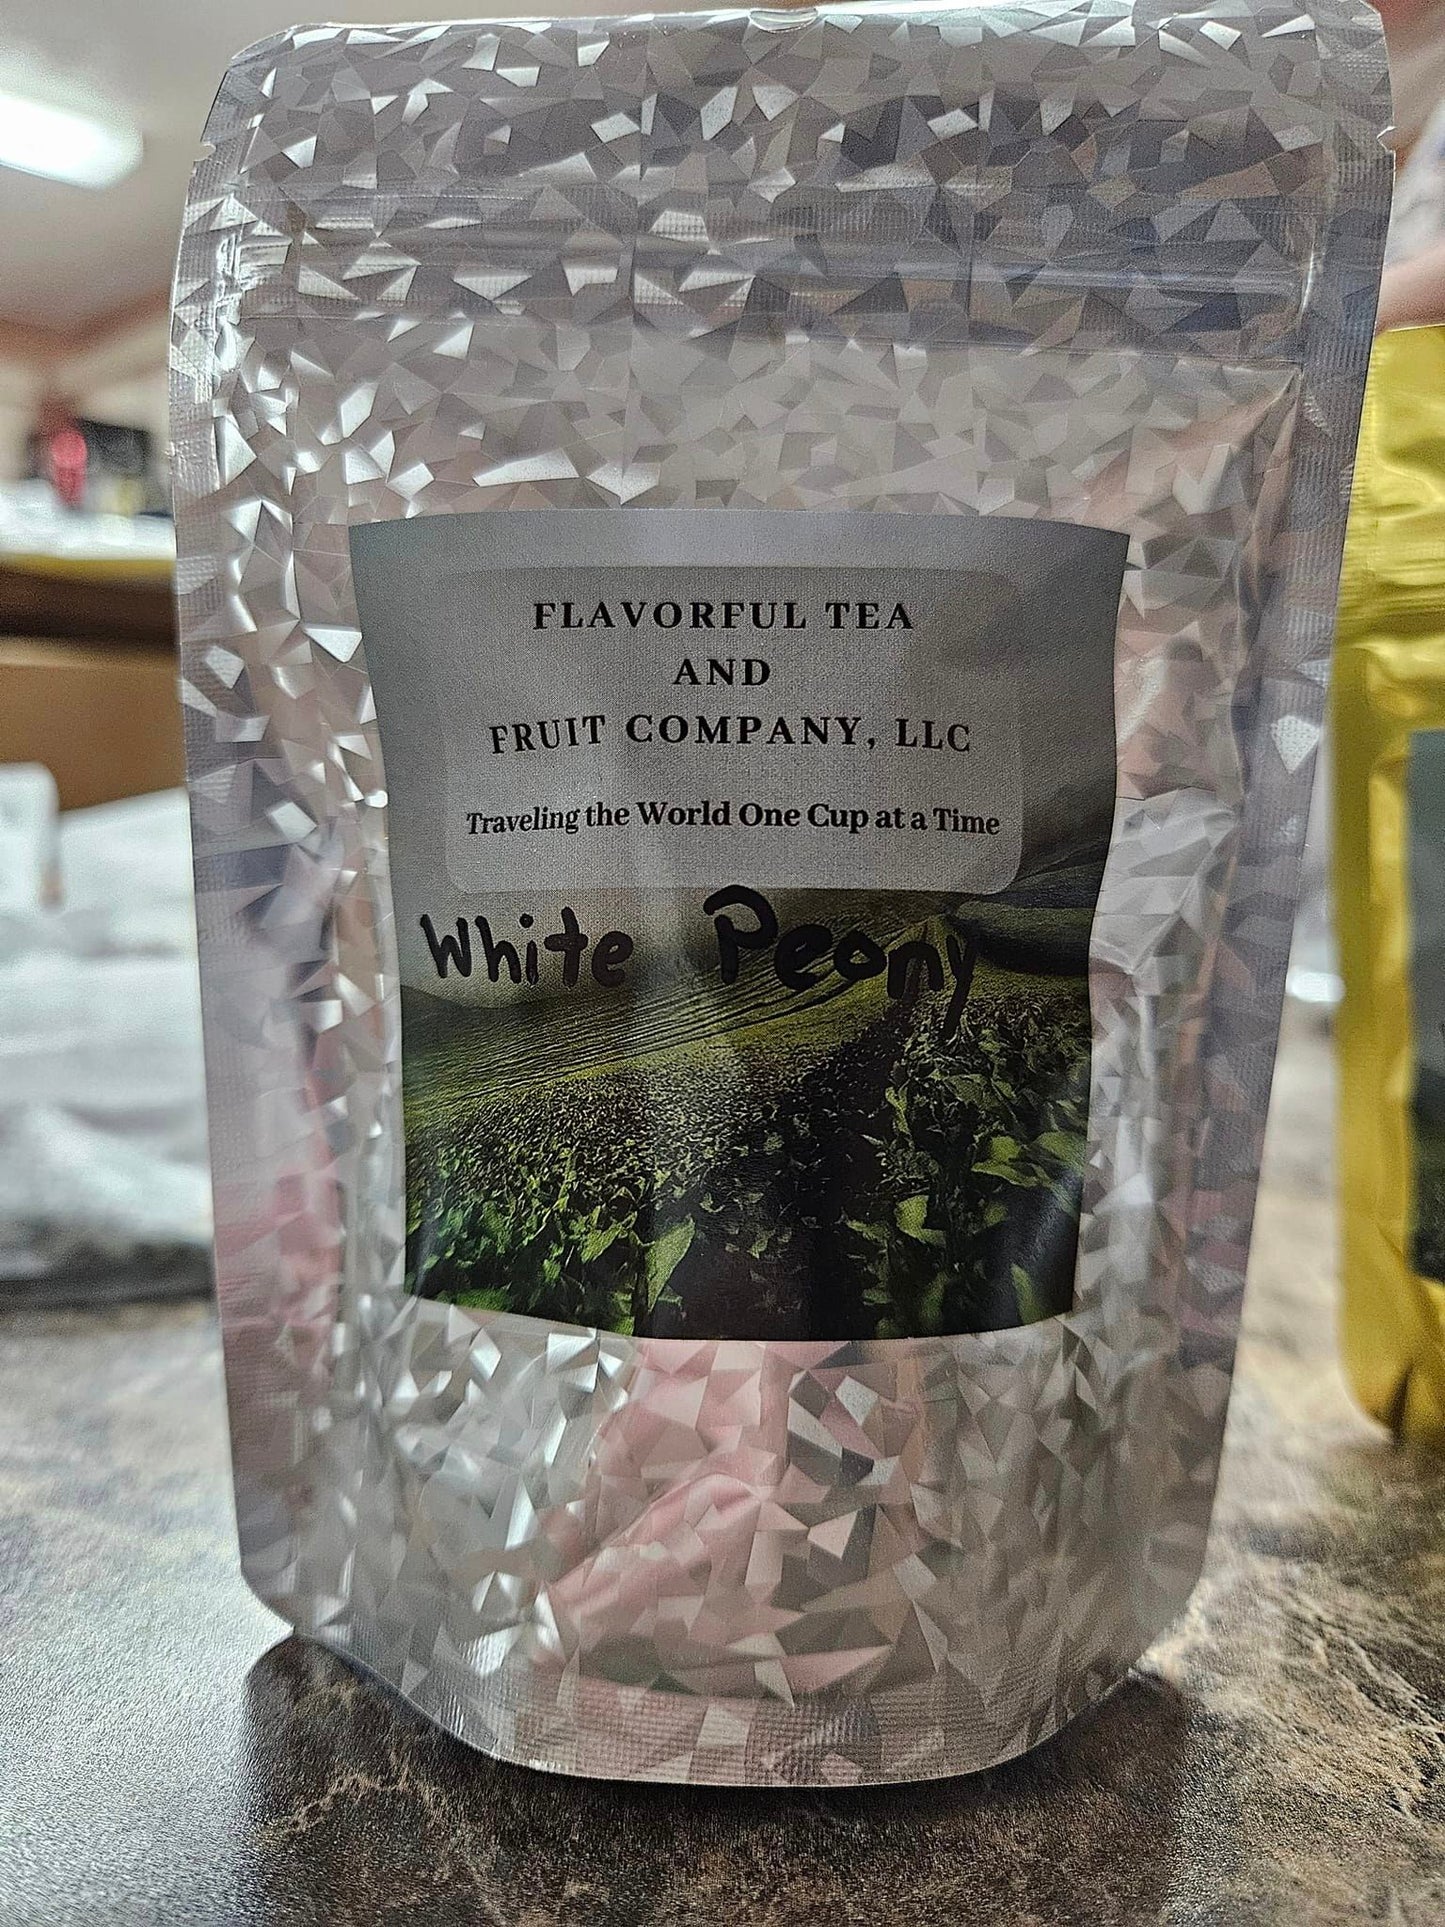 FLAVORFUL TEA
AND
FRUIT COMPANY, LLC
Traveling the World One Cup at a Time
White Peony